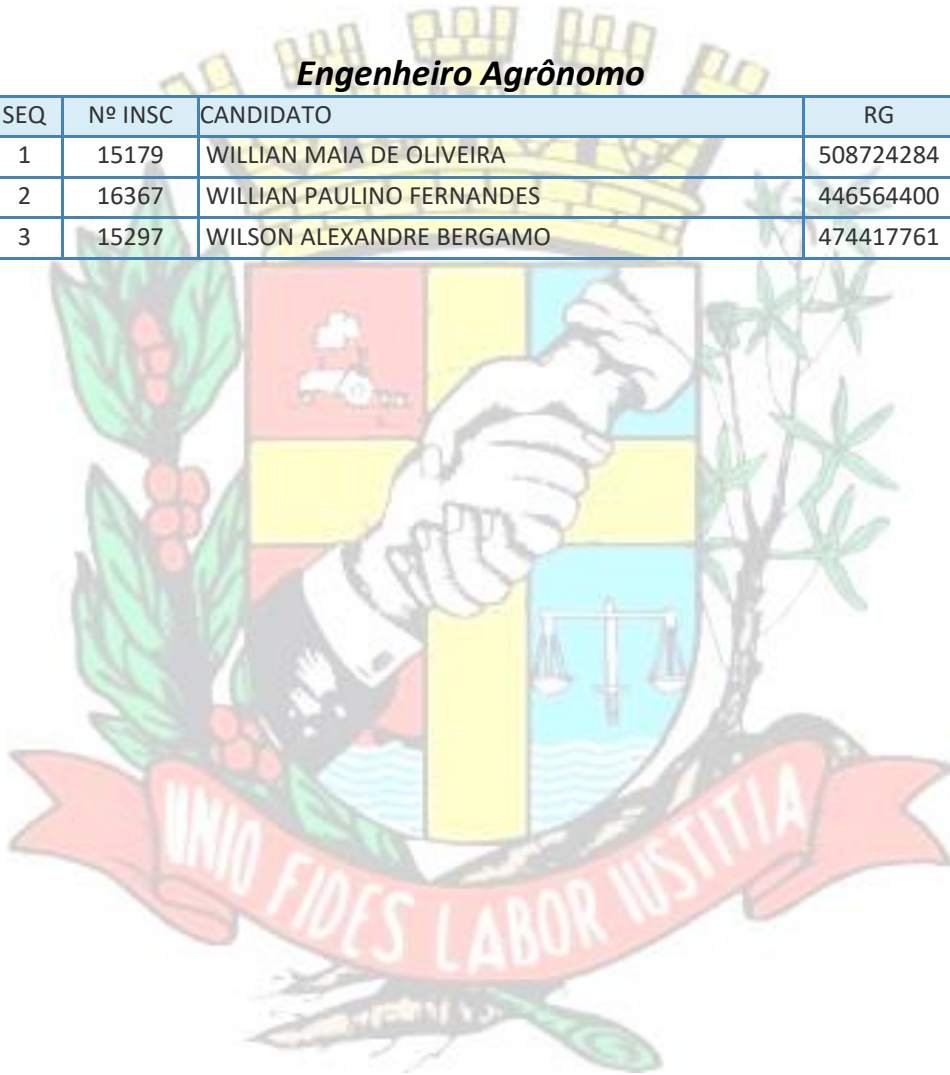 Engenheiro Agrônomo
SEQ Nº INSC CANDIDATO RG
1 15179 WILLIAN MAIA DE OLIVEIRA 508724284
2 16367 WILLIAN PAULINO FERNANDES 446564400
3 15297 WILSON ALEXANDRE BERGAMO 474417761
UNIO FIDES LABOR IUSTITIA